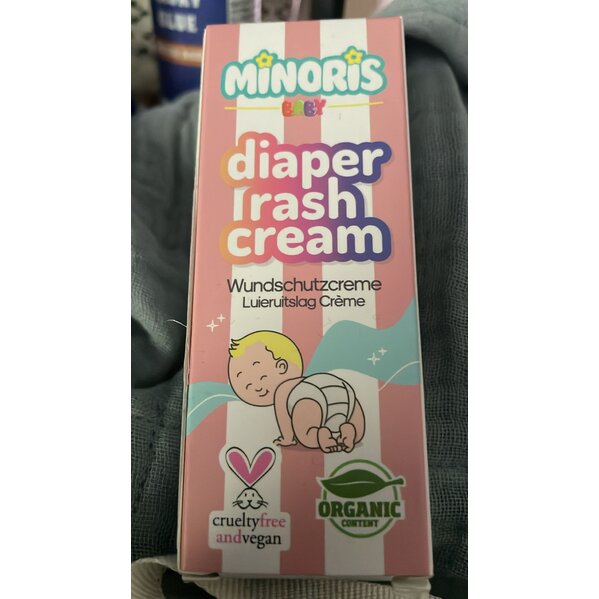 MINORIS
BABY
diaper
rash
cream
Wundschutzcreme
Luieruitslag Crème
crueltyfree
andvegan
ORGANIC
CONTENT